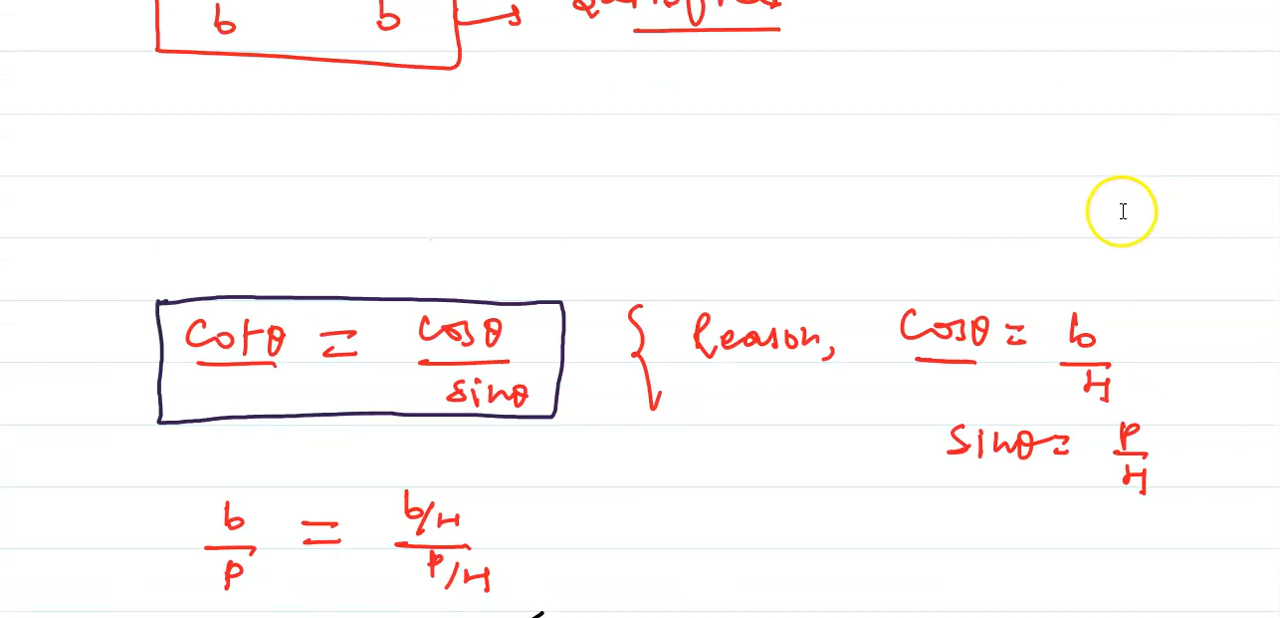 b b
cotθ = cosθ / sinθ { Reason, cosθ = b/H
sinθ = P/H
b/P = b/H / P/H